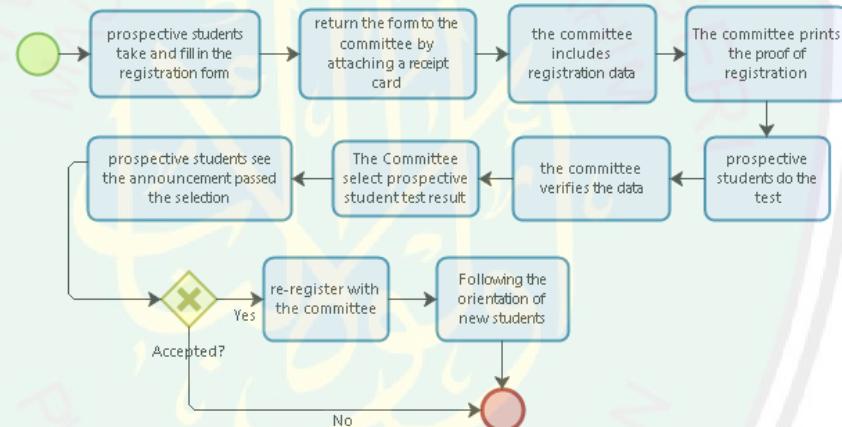 prospective students
take and fill in the
registration form
return the form to the
committee by
attaching a receipt
card
the committee
includes
registration data
The committee prints
the proof of
registration
prospective students see
the announcement passed
the selection
The Committee
select prospective
student test result
the committee
verifies the data
prospective
students do the
test
re-register with
the committee
Following the
orientation of
new students
Yes
Accepted?
No